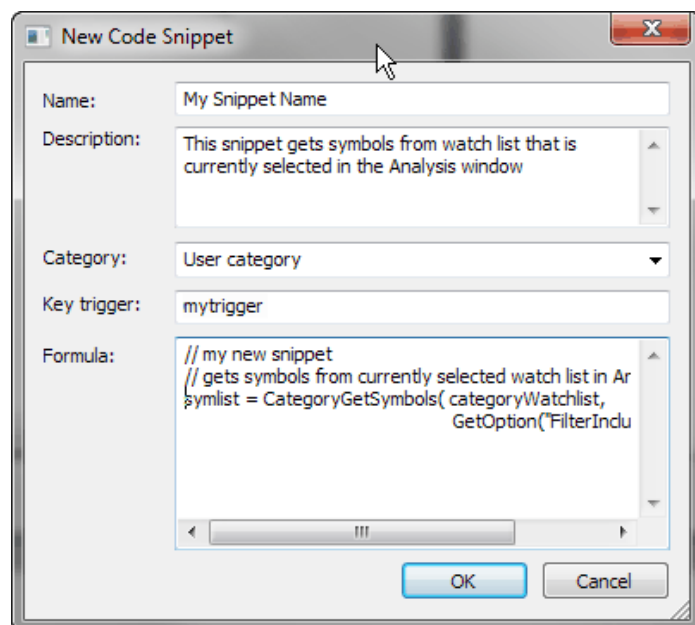 New Code Snippet
Name:
My Snippet Name
Description:
This snippet gets symbols from watch list that is
currently selected in the Analysis window
Category:
User category
Key trigger:
mytrigger
Formula:
// my new snippet
// gets symbols from currently selected watch list in Ar
symlist = CategoryGetSymbols( categoryWatchlist,
GetOption("FilterInclu
OK
Cancel